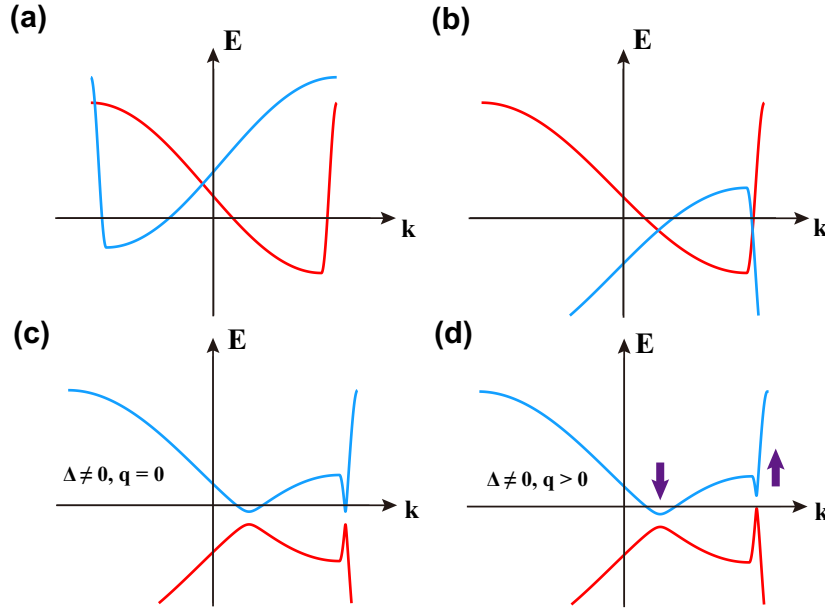 (a)
E
k
(b)
E
k
(c)
E
Δ ≠ 0, q = 0
k
(d)
E
Δ ≠ 0, q > 0
k